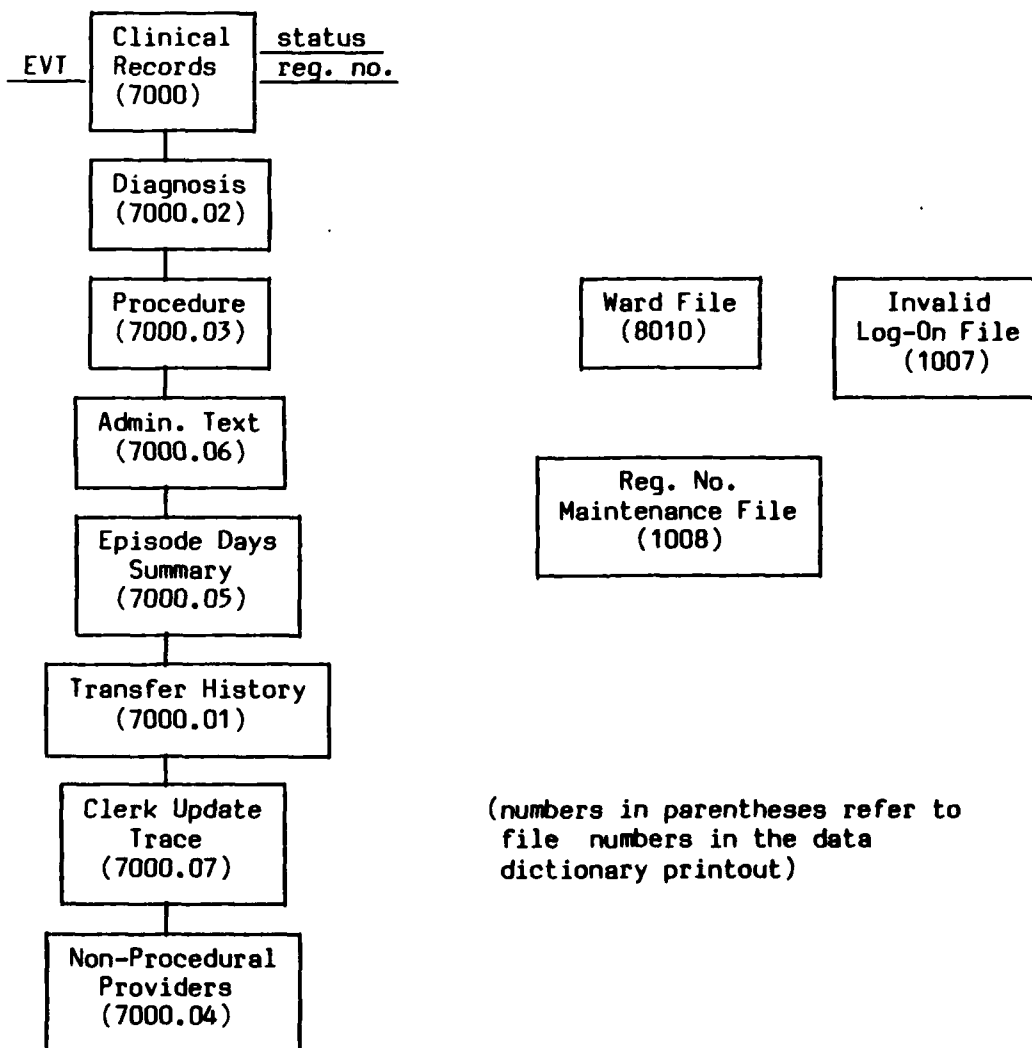 EVT
Clinical
Records
(7000)
status
reg. no.
Diagnosis
(7000.02)
Procedure
(7000.03)
Ward File
(8010)
Invalid
Log-On File
(1007)
Admin. Text
(7000.06)
Reg. No.
Maintenance File
(1008)
Episode Days
Summary
(7000.05)
Transfer History
(7000.01)
Clerk Update
Trace
(7000.07)
(numbers in parentheses refer to
file numbers in the data
dictionary printout)
Non-Procedural
Providers
(7000.04)